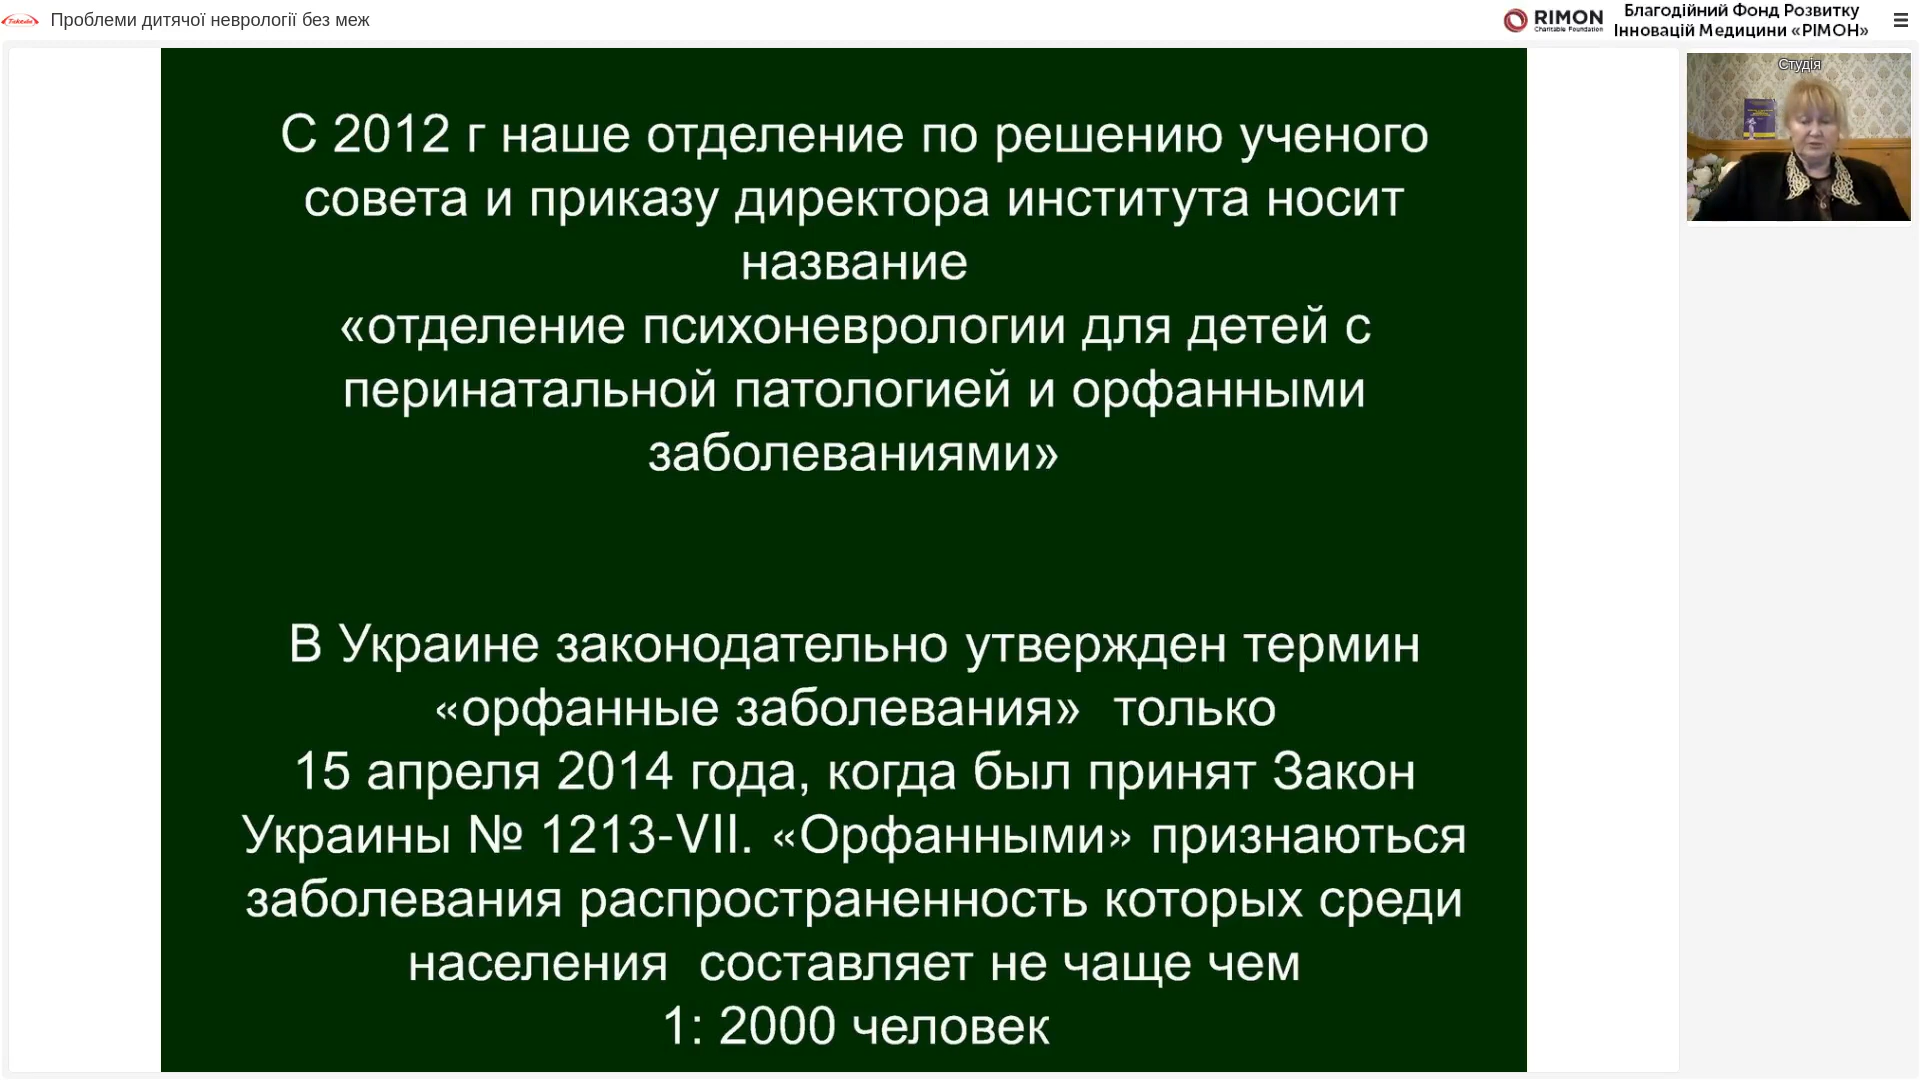 Takeda
Проблеми дитячої неврології без меж
RIMON
Charitable Foundation
Благодійний Фонд Розвитку
Інновацій Медицини «РІМОН»
Студія
С 2012 г наше отделение по решению ученого
совета и приказу директора института носит
название
«отделение психоневрологии для детей с
перинатальной патологией и орфанными
заболеваниями»
В Украине законодательно утвержден термин
«орфанные заболевания» только
15 апреля 2014 года, когда был принят Закон
Украины № 1213-VII. «Орфанными» признаються
заболевания распространенность которых среди
населения составляет не чаще чем
1: 2000 человек